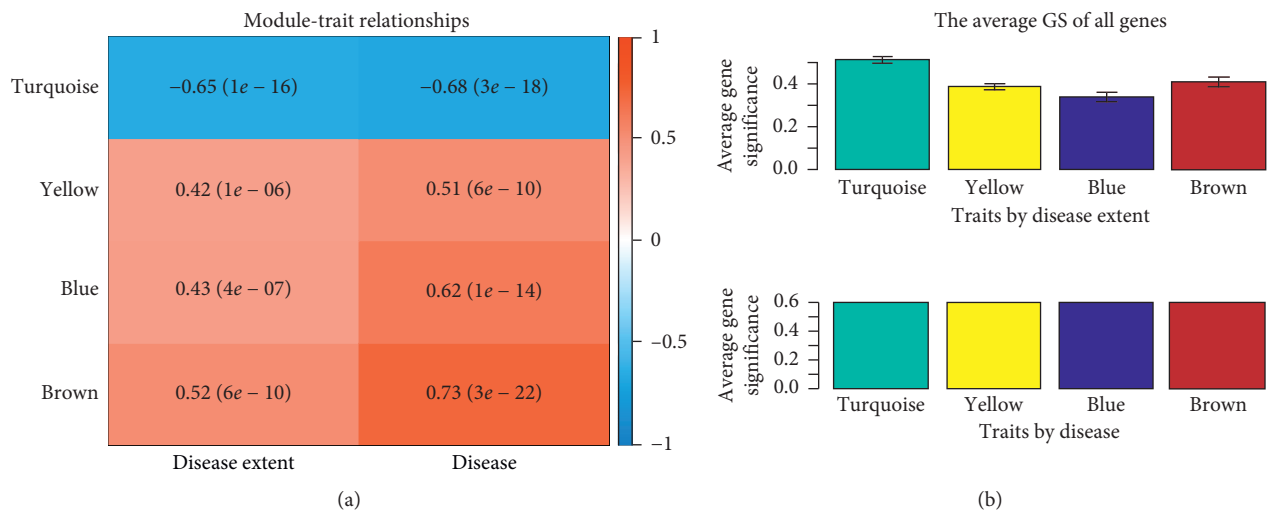 Module-trait relationships
Turquoise
−0.65 (1e − 16)
−0.68 (3e − 18)
Yellow
0.42 (1e − 06)
0.51 (6e − 10)
Blue
0.43 (4e − 07)
0.62 (1e − 14)
Brown
0.52 (6e − 10)
0.73 (3e − 22)
Disease extent
Disease
1
0.5
0
−0.5
−1
(a)
The average GS of all genes
Average gene
significance
0.4
0.2
0.0
Turquoise
Yellow
Blue
Brown
Traits by disease extent
Average gene
significance
0.6
0.4
0.2
0.0
Turquoise
Yellow
Blue
Brown
Traits by disease
(b)